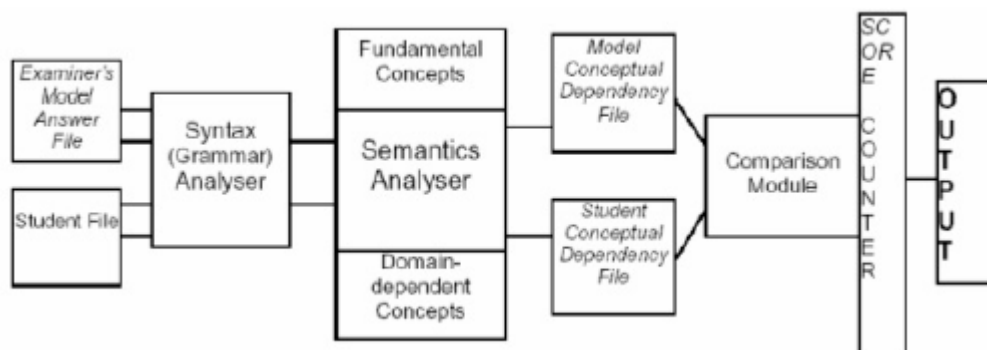 Examiner's
Model
Answer
File
Student File
Syntax
(Grammar)
Analyser
Fundamental
Concepts
Semantics
Analyser
Domain-
dependent
Concepts
Model
Conceptual
Dependency
File
Student
Conceptual
Dependency
File
Comparison
Module
SC
OR
E
C
O
U
N
T
E
R
O
U
T
P
U
T